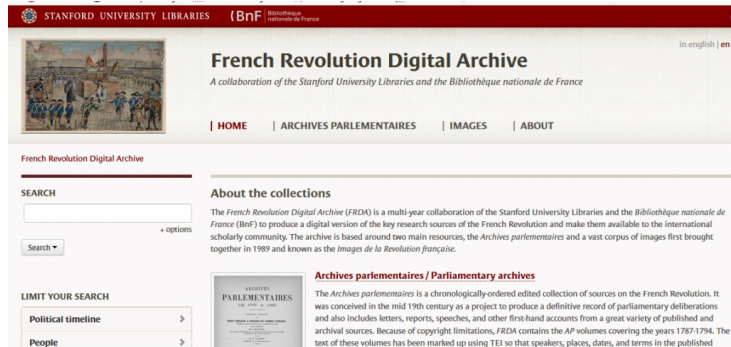 STANFORD UNIVERSITY LIBRARIES
{BnF Bibliothèque
nationale de France
in english | en
French Revolution Digital Archive
A collaboration of the Stanford University Libraries and the Bibliothèque nationale de France
HOME | ARCHIVES PARLEMENTAIRES | IMAGES | ABOUT
French Revolution Digital Archive
SEARCH
+ options
Search
LIMIT YOUR SEARCH
Political timeline
People
About the collections
The French Revolution Digital Archive (FRDA) is a multi-year collaboration of the Stanford University Libraries and the Bibliothèque nationale de
France (BnF) to produce a digital version of the key research sources of the French Revolution and make them available to the international
scholarly community. The archive is based around two main resources, the Archives parlementaires and a vast corpus of images first brought
together in 1989 and known as the Images de la Revolution française.
ARCHIVES
PARLEMENTAIRES
Archives parlementaires / Parliamentary archives
The Archives parlementaires is a chronologically-ordered edited collection of sources on the French Revolution. It
was conceived in the mid 19th century as a project to produce a definitive record of parliamentary deliberations
and also includes letters, reports, speeches, and other first-hand accounts from a great variety of published and
archival sources. Because of copyright limitations, FRDA contains the AP volumes covering the years 1787-1794. The
text of these volumes has been marked up using TEI so that speakers, places, dates, and terms in the published